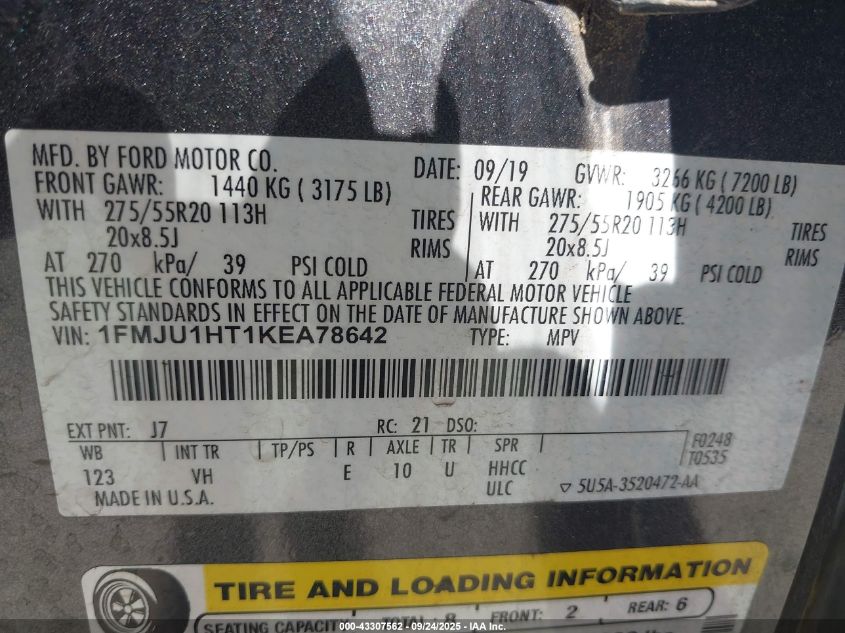 MFD. BY FORD MOTOR CO. DATE: 09/19 GVWR: 3266 KG ( 7200 LB)
FRONT GAWR: 1440 KG ( 3175 LB) REAR GAWR: 1905 KG ( 4200 LB)
WITH 275/55R20 113H TIRES WITH 275/55R20 113H TIRES
20x8.5J RIMS 20x8.5J RIMS
AT 270 kPa/ 39 PSI COLD AT 270 kPa/ 39 PSI COLD
THIS VEHICLE CONFORMS TO ALL APPLICABLE FEDERAL MOTOR VEHICLE
SAFETY STANDARDS IN EFFECT ON THE DATE OF MANUFACTURE SHOWN ABOVE.
VIN: 1FMJU1HT1KEA78642 TYPE: MPV
EXT PNT: J7 RC: 21 DSO:
WB INT TR TP/PS R AXLE TR SPR F0248
123 VH E 10 U HHCC T0535
ULC
MADE IN U.S.A. 5U5A-3520472-AA
TIRE AND LOADING INFORMATION
SEATING CAPACITY TOTAL: 8 FRONT: 2 REAR: 6
000-43307562 - 09/24/2025 - IAAI.com